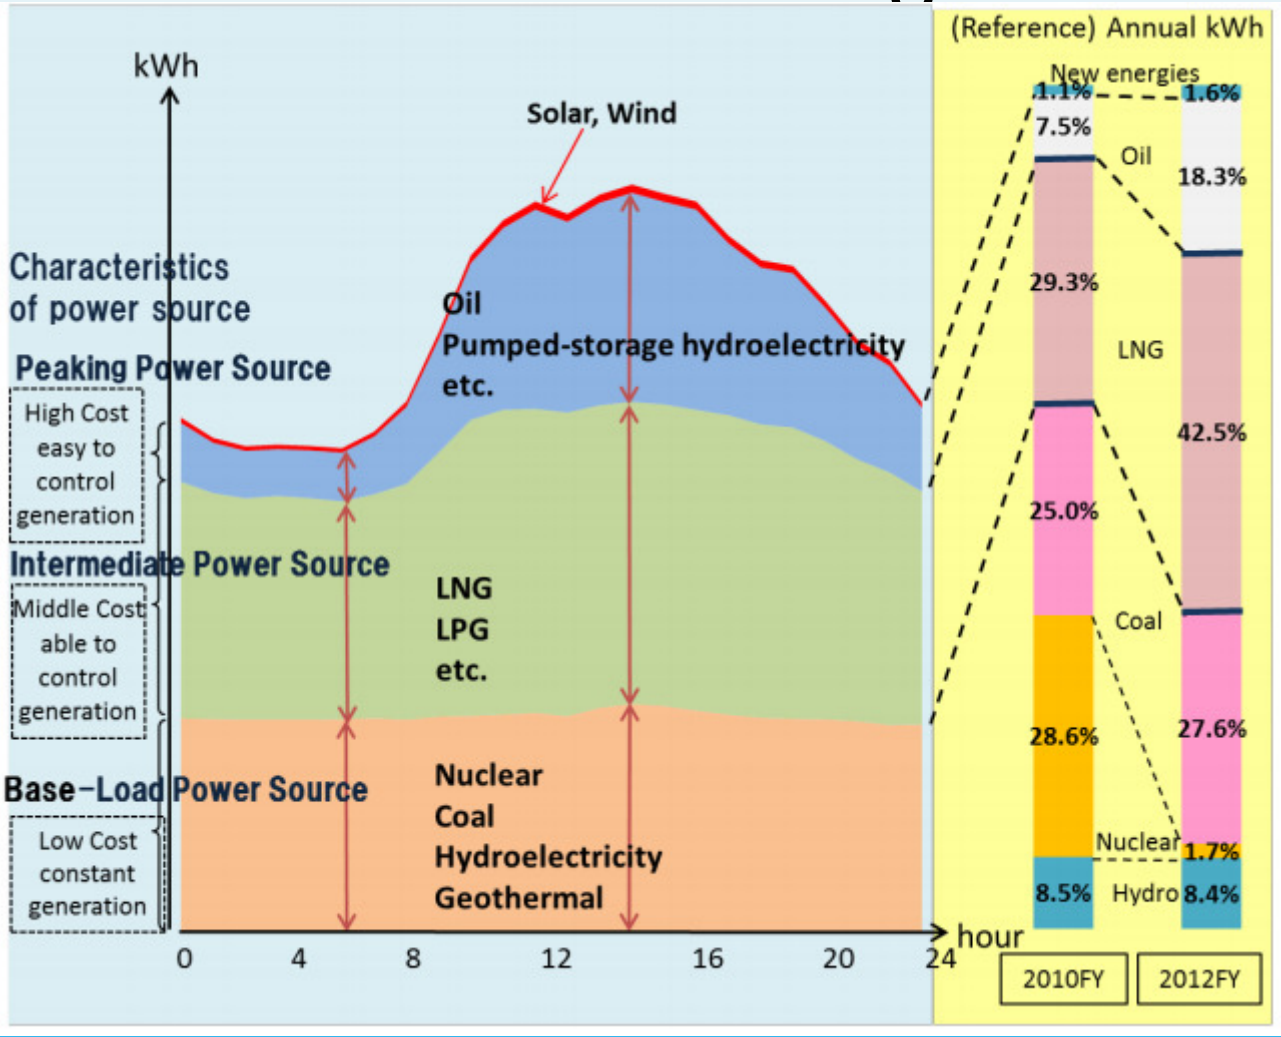 kWh
Solar, Wind
Characteristics
of power source
Peaking Power Source
High Cost
easy to
control
generation
Oil
Pumped-storage hydroelectricity
etc.
Intermediate Power Source
Middle Cost
able to
control
generation
LNG
LPG
etc.
Base-Load Power Source
Low Cost
constant
generation
Nuclear
Coal
Hydroelectricity
Geothermal
0 4 8 12 16 20 24
hour
(Reference) Annual kWh
New energies
1.1% 1.6%
7.5% Oil 18.3%
29.3% LNG 42.5%
25.0% Coal 27.6%
28.6% Nuclear 1.7%
8.5% Hydro 8.4%
2010FY 2012FY